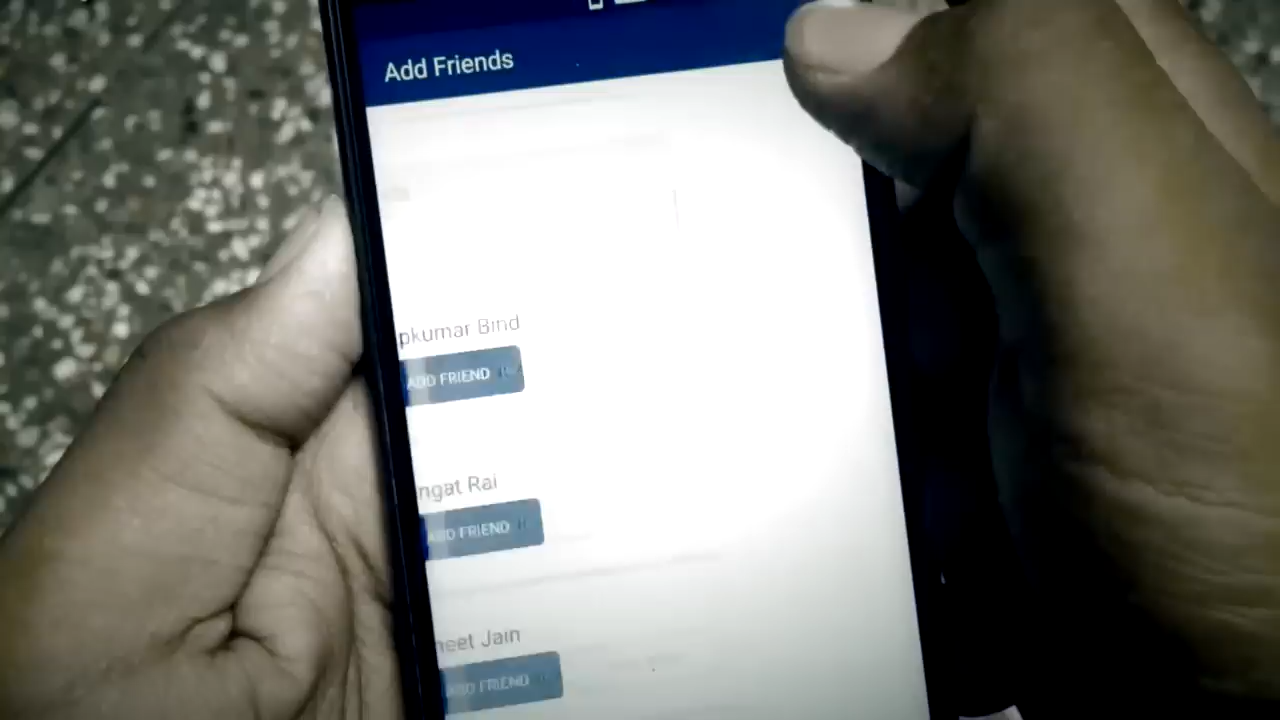 Add Friends
pkumar Bind
ADD FRIEND
ngat Rai
ADD FRIEND
neet Jain
ADD FRIEND